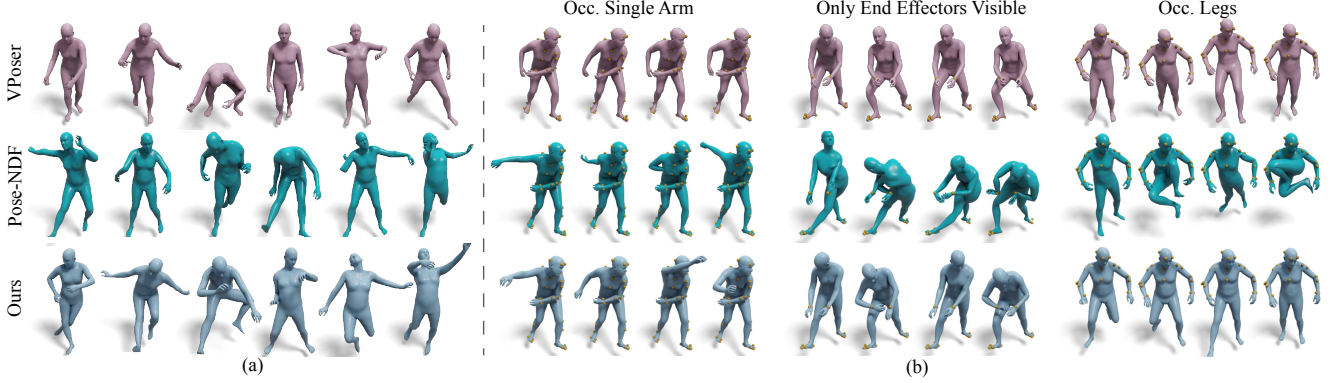 Occ. Single Arm
Only End Effectors Visible
Occ. Legs
VPoser
Pose-NDF
Ours
(a)
(b)